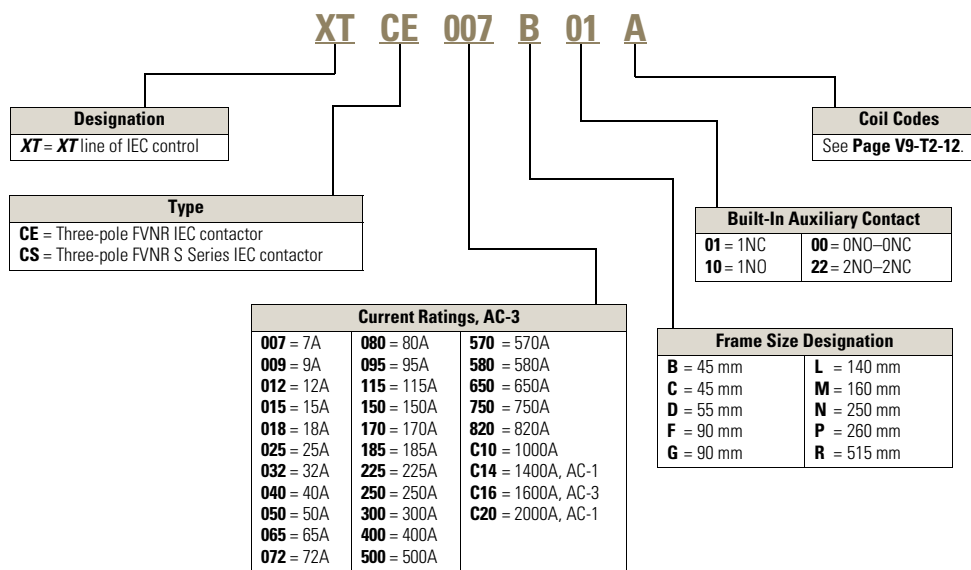 XT CE 007 B 01 A
Designation
XT = XT line of IEC control
Coil Codes
See Page V9-T2-12.
Type
CE = Three-pole FVNR IEC contactor
CS = Three-pole FVNR S Series IEC contactor
Built-In Auxiliary Contact
01 = 1NC 00 = 0NO–0NC
10 = 1NO 22 = 2NO–2NC
Current Ratings, AC-3
007 = 7A 080 = 80A 570 = 570A
009 = 9A 095 = 95A 580 = 580A
012 = 12A 115 = 115A 650 = 650A
015 = 15A 150 = 150A 750 = 750A
018 = 18A 170 = 170A 820 = 820A
025 = 25A 185 = 185A C10 = 1000A
032 = 32A 225 = 225A C14 = 1400A, AC-1
040 = 40A 250 = 250A C16 = 1600A, AC-3
050 = 50A 300 = 300A C20 = 2000A, AC-1
065 = 65A 400 = 400A
072 = 72A 500 = 500A
Frame Size Designation
B = 45 mm L = 140 mm
C = 45 mm M = 160 mm
D = 55 mm N = 250 mm
F = 90 mm P = 260 mm
G = 90 mm R = 515 mm